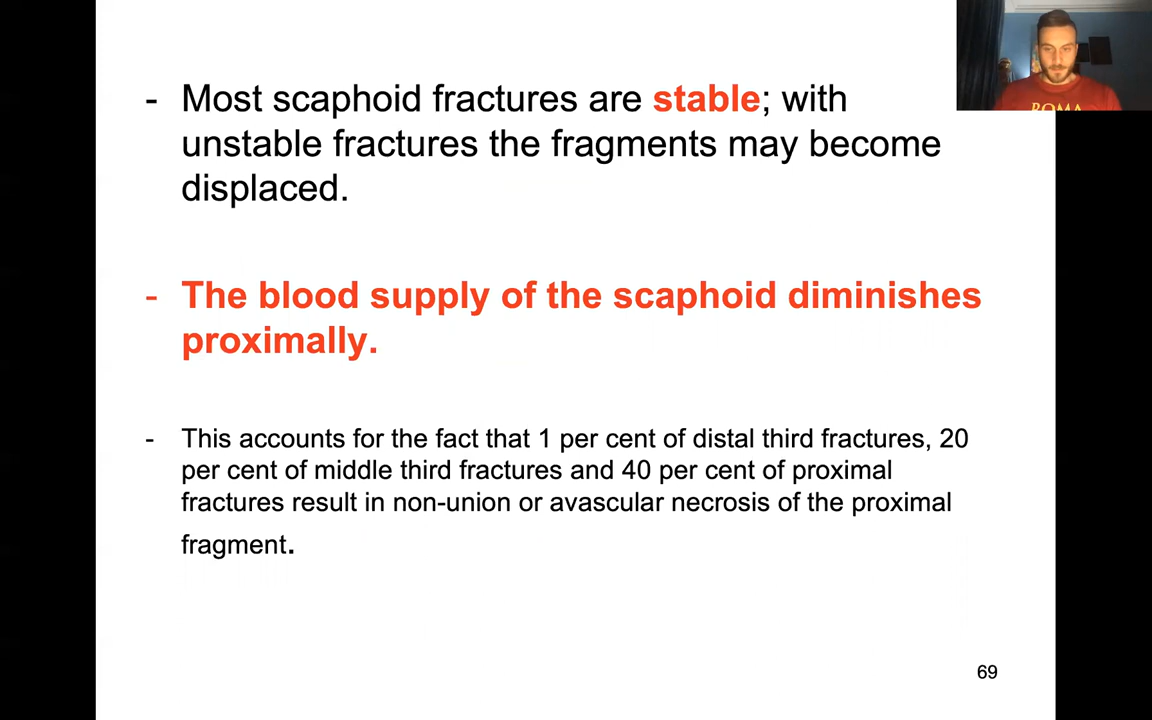 - Most scaphoid fractures are stable; with
unstable fractures the fragments may become
displaced.
- The blood supply of the scaphoid diminishes
proximally.
- This accounts for the fact that 1 per cent of distal third fractures, 20
per cent of middle third fractures and 40 per cent of proximal
fractures result in non-union or avascular necrosis of the proximal
fragment.
69
ROMA